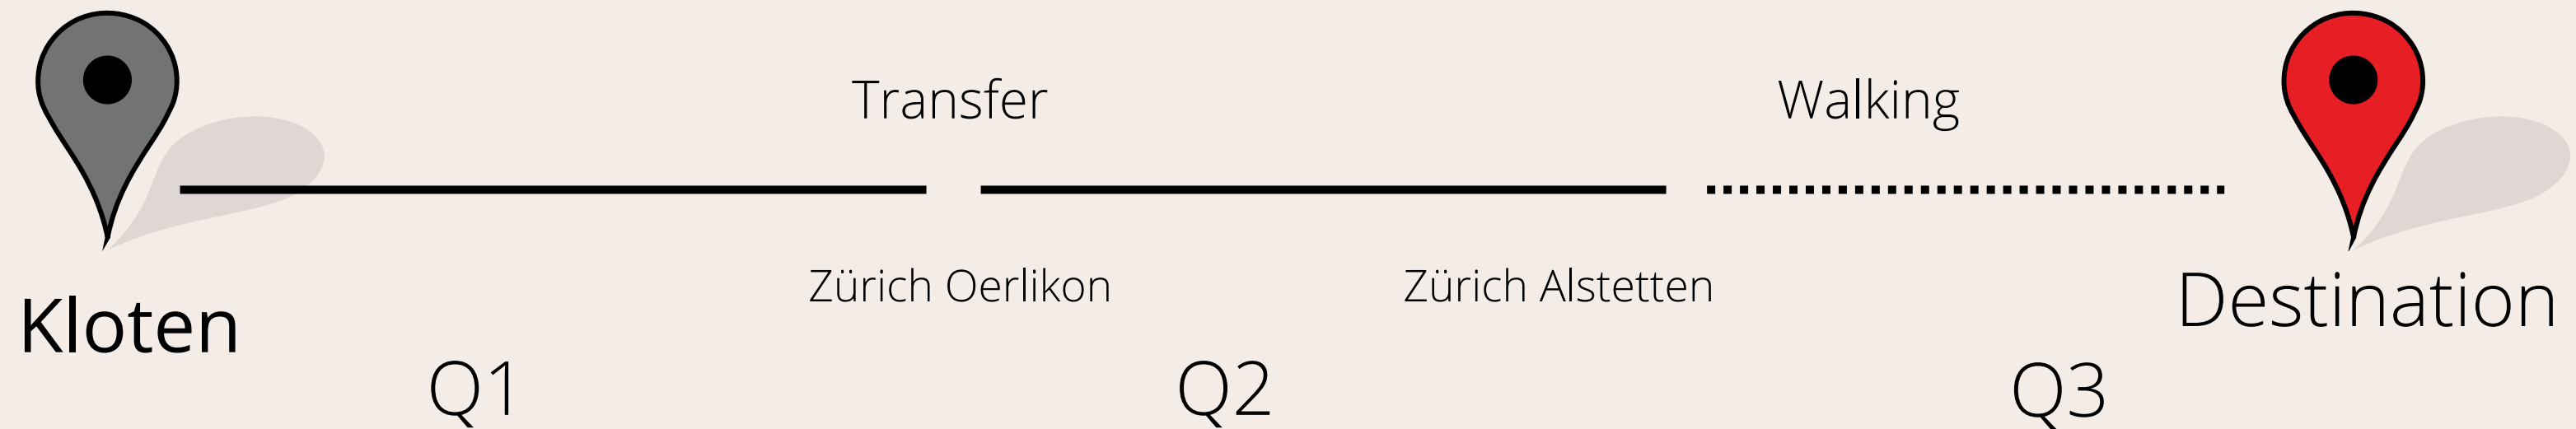 Transfer
Walking
Zürich Oerlikon
Zürich Alstetten
Destination
Kloten
Q1
Q2
Q3